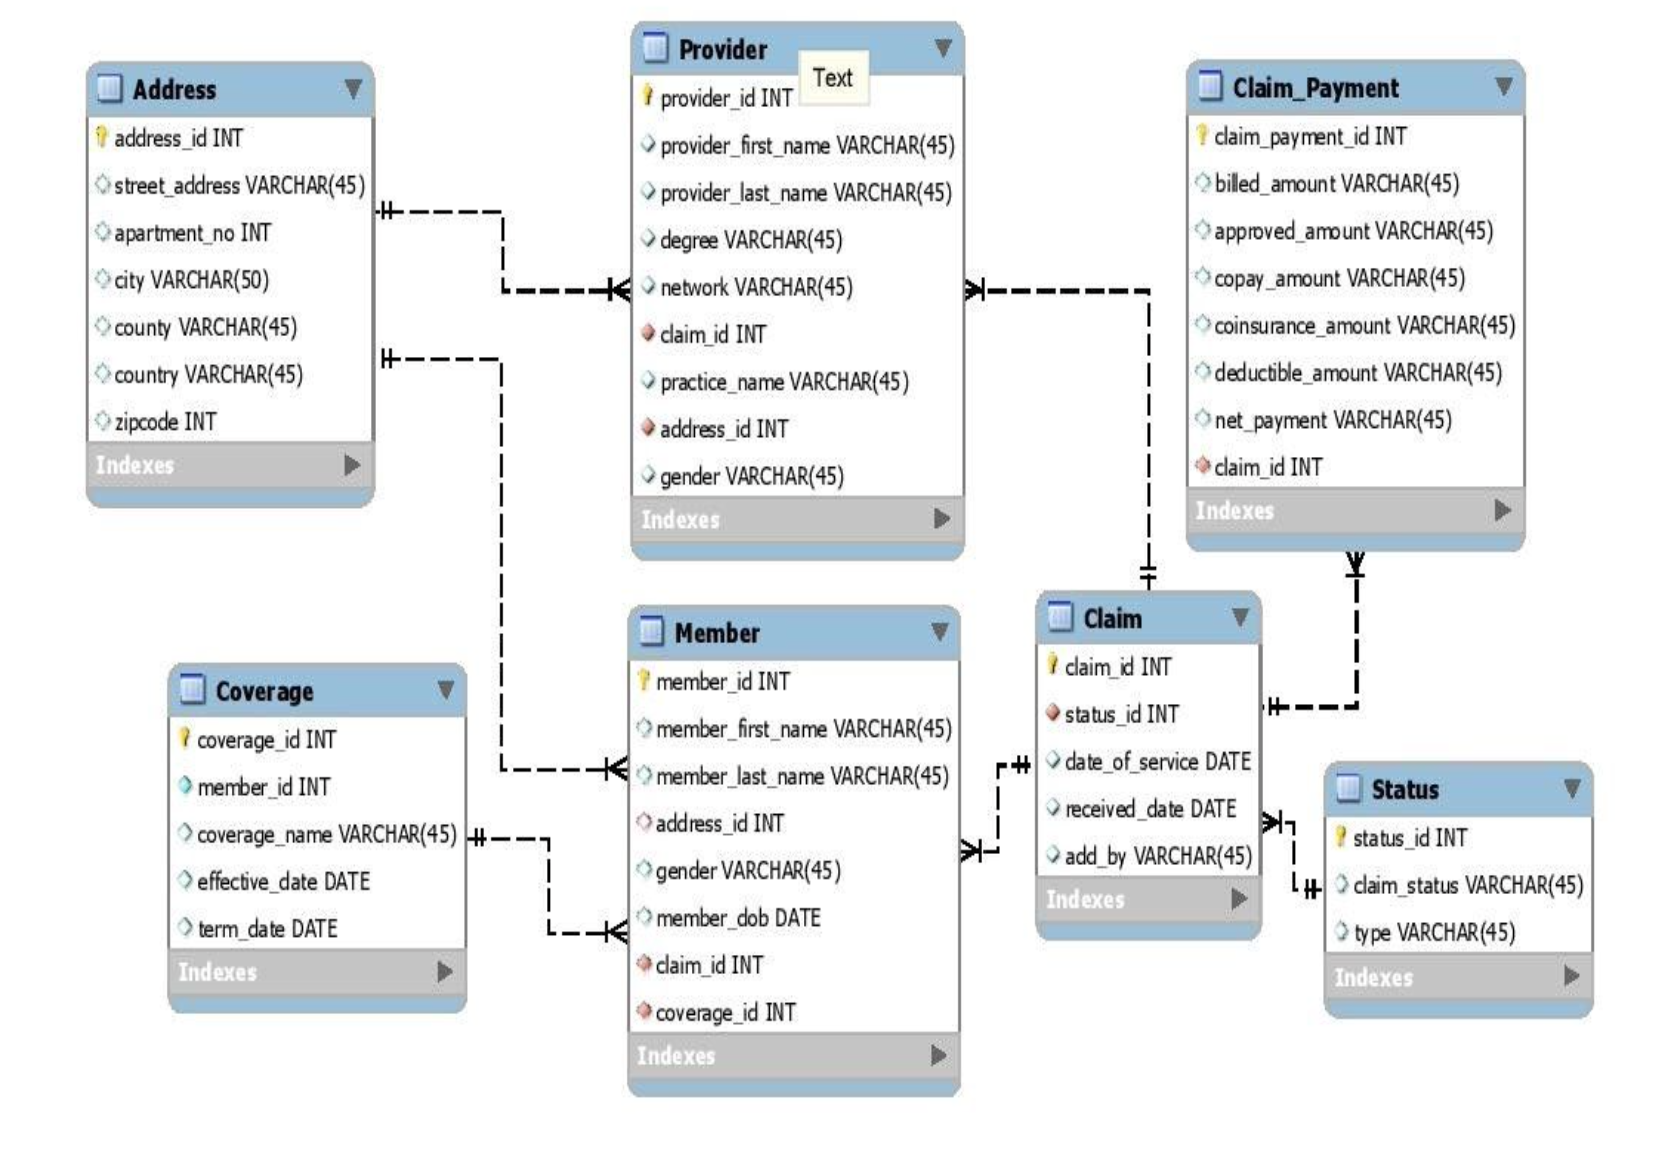 Address
address_id INT
street_address VARCHAR(45)
apartment_no INT
city VARCHAR(50)
county VARCHAR(45)
country VARCHAR(45)
zipcode INT
Indexes
Provider
Text
provider_id INT
provider_first_name VARCHAR(45)
provider_last_name VARCHAR(45)
degree VARCHAR(45)
network VARCHAR(45)
claim_id INT
practice_name VARCHAR(45)
address_id INT
gender VARCHAR(45)
Indexes
Claim_Payment
claim_payment_id INT
billed_amount VARCHAR(45)
approved_amount VARCHAR(45)
copay_amount VARCHAR(45)
coinsurance_amount VARCHAR(45)
deductible_amount VARCHAR(45)
net_payment VARCHAR(45)
claim_id INT
Indexes
Coverage
coverage_id INT
member_id INT
coverage_name VARCHAR(45)
effective_date DATE
term_date DATE
Indexes
Member
member_id INT
member_first_name VARCHAR(45)
member_last_name VARCHAR(45)
address_id INT
gender VARCHAR(45)
member_dob DATE
claim_id INT
coverage_id INT
Indexes
Claim
claim_id INT
status_id INT
date_of_service DATE
received_date DATE
add_by VARCHAR(45)
Indexes
Status
status_id INT
claim_status VARCHAR(45)
type VARCHAR(45)
Indexes